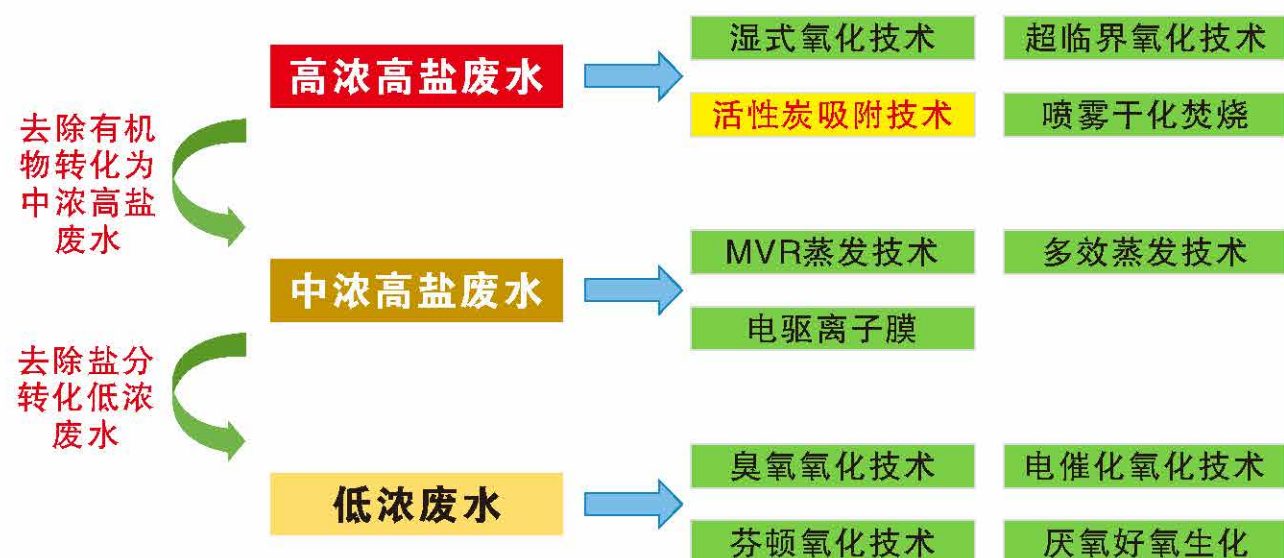 湿式氧化技术
超临界氧化技术
高浓高盐废水
活性炭吸附技术
喷雾干化焚烧
去除有机
物转化为
中浓高盐
废水
MVR蒸发技术
多效蒸发技术
中浓高盐废水
电驱离子膜
去除盐分
转化低浓
废水
臭氧氧化技术
电催化氧化技术
低浓废水
芬顿氧化技术
厌氧好氧生化